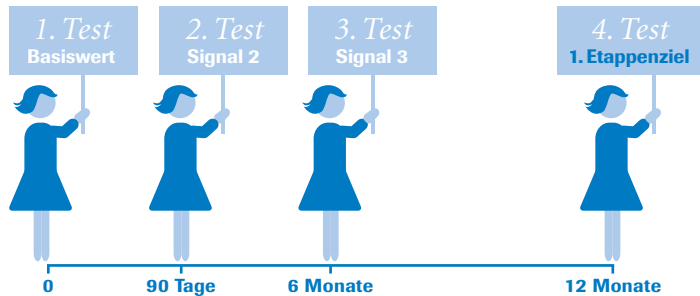 1. Test
Basiswert
2. Test
Signal 2
3. Test
Signal 3
4. Test
1. Etappenziel
0
90 Tage
6 Monate
12 Monate